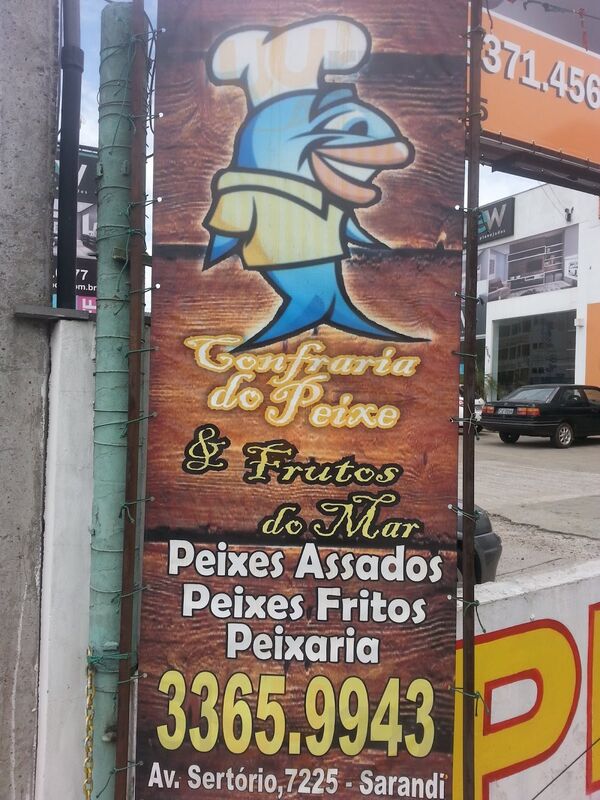 371.456
Confraria
do Peixe
& Frutos
do Mar
Peixes Assados
Peixes Fritos
Peixaria
3365.9943
Av. Sertório,7225 - Sarandi